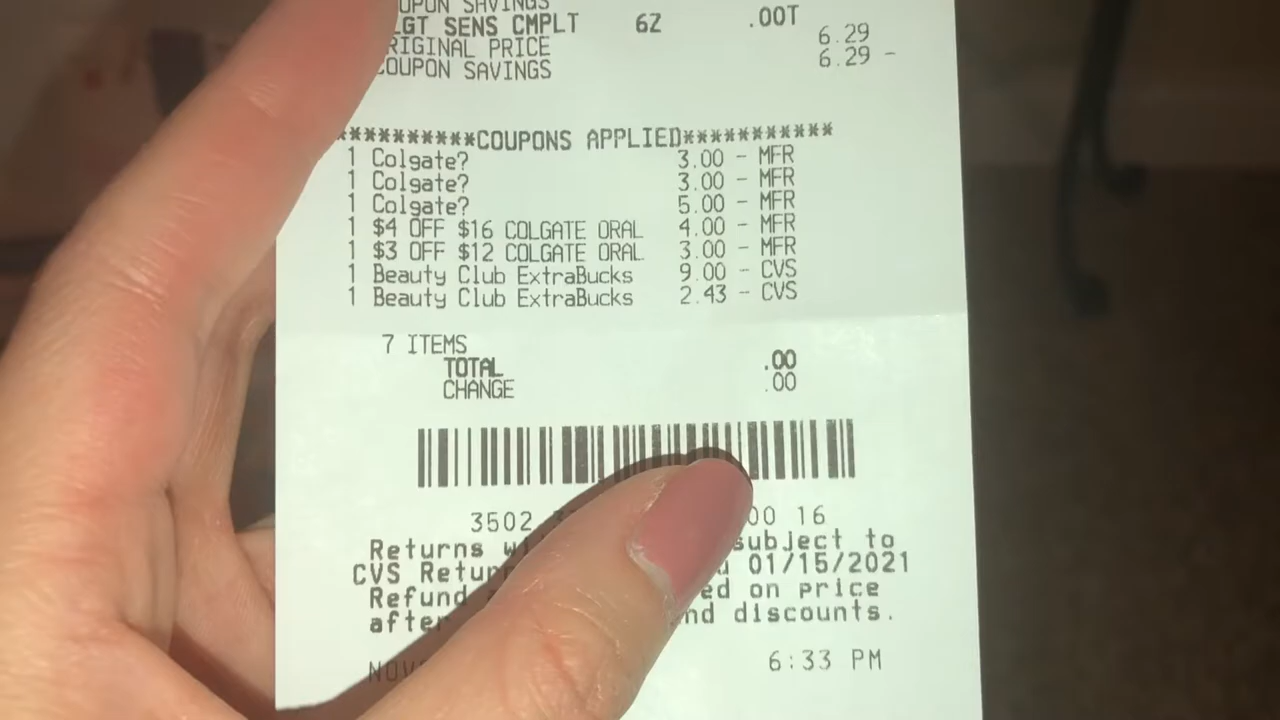 OUPON SAVINGS
LGT SENS CMPLT 6Z .00T
RIGINAL PRICE 6.29
COUPON SAVINGS 6.29 -
**********COUPONS APPLIED***********
1 Colgate? 3.00 - MFR
1 Colgate? 3.00 - MFR
1 Colgate? 5.00 - MFR
1 $4 OFF $16 COLGATE ORAL 4.00 - MFR
1 $3 OFF $12 COLGATE ORAL 3.00 - MFR
1 Beauty Club ExtraBucks 9.00 - CVS
1 Beauty Club ExtraBucks 2.43 - CVS
7 ITEMS
TOTAL .00
CHANGE .00
3502 00 16
Returns subject to
CVS 01/15/2021
Refund on price
after discounts.
6:33 PM